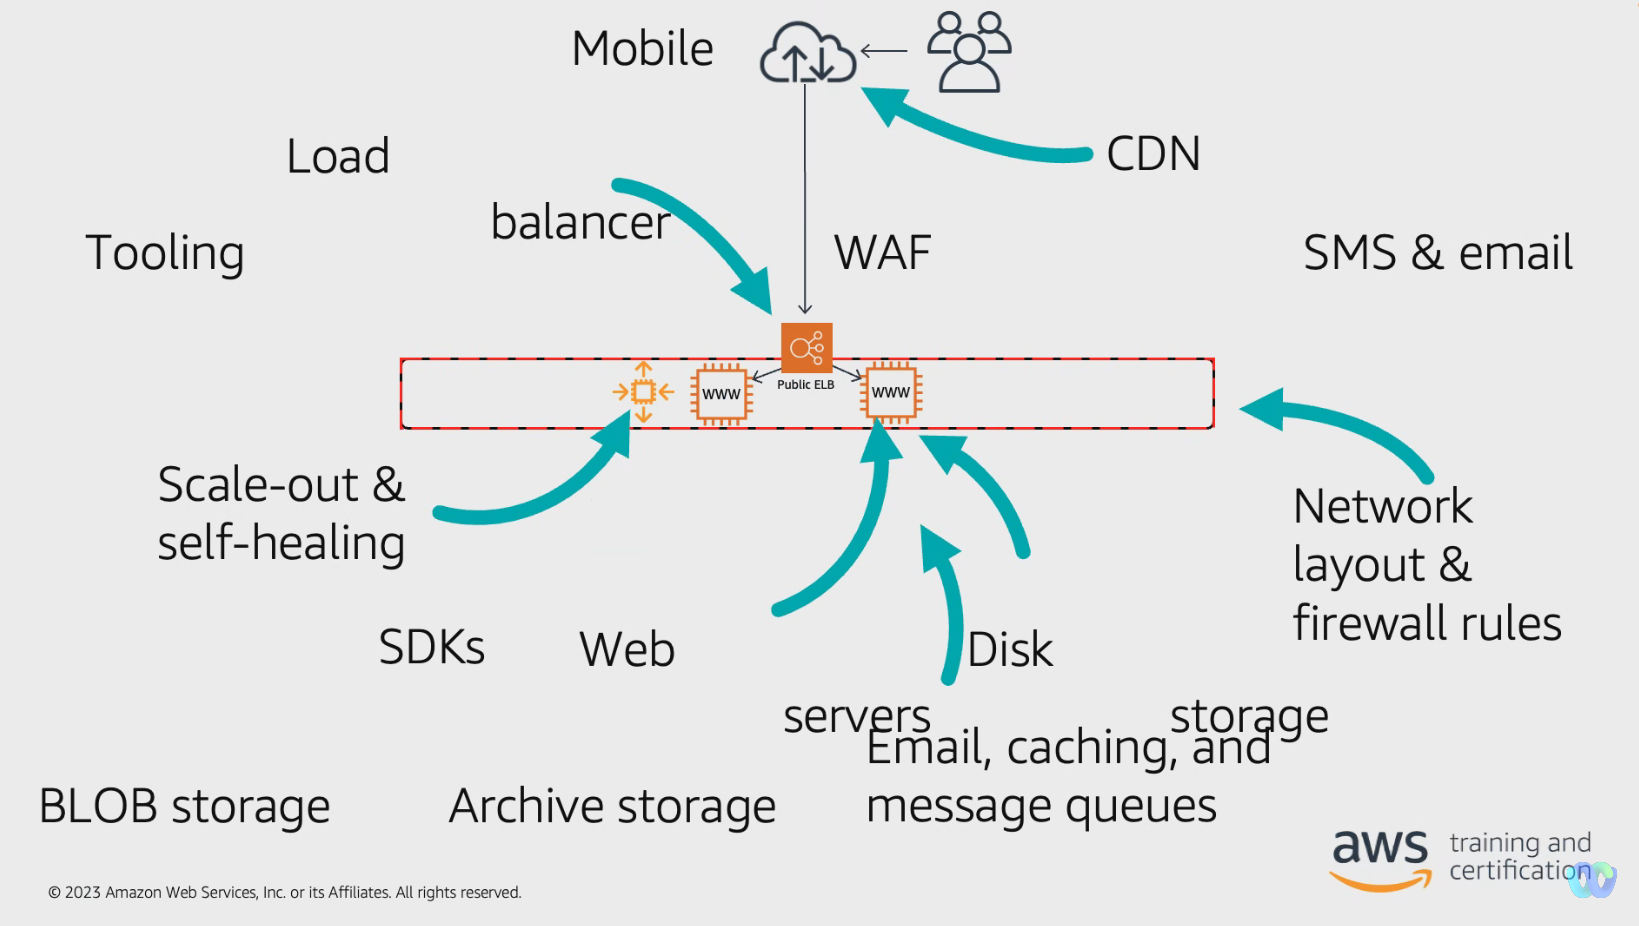 Mobile
Load
CDN
balancer
Tooling
WAF
SMS & email
Public ELB
WWW
WWW
Scale-out &
self-healing
Network
layout &
firewall rules
SDKs
Web
Disk
servers
storage
Email, caching, and
message queues
BLOB storage
Archive storage
aws training and
certification
© 2023 Amazon Web Services, Inc. or its Affiliates. All rights reserved.